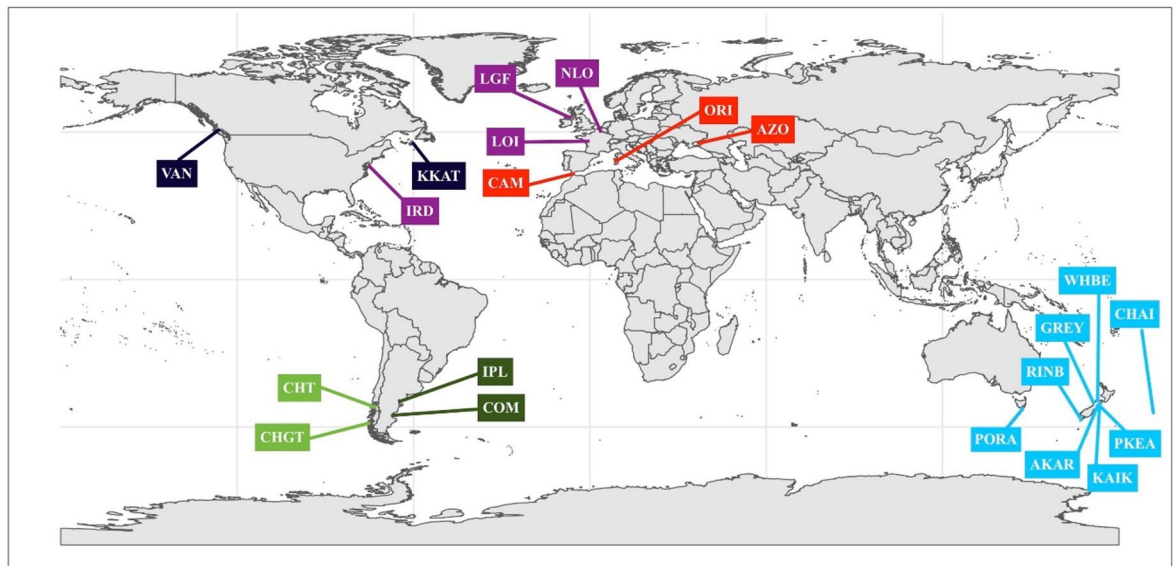 LGF
NLO
ORI
AZO
LOI
VAN
KKAT
CAM
IRD
WHBE
CHAI
GREY
RINB
CHT
IPL
COM
CHGT
PORA
PKEA
AKAR
KAIK